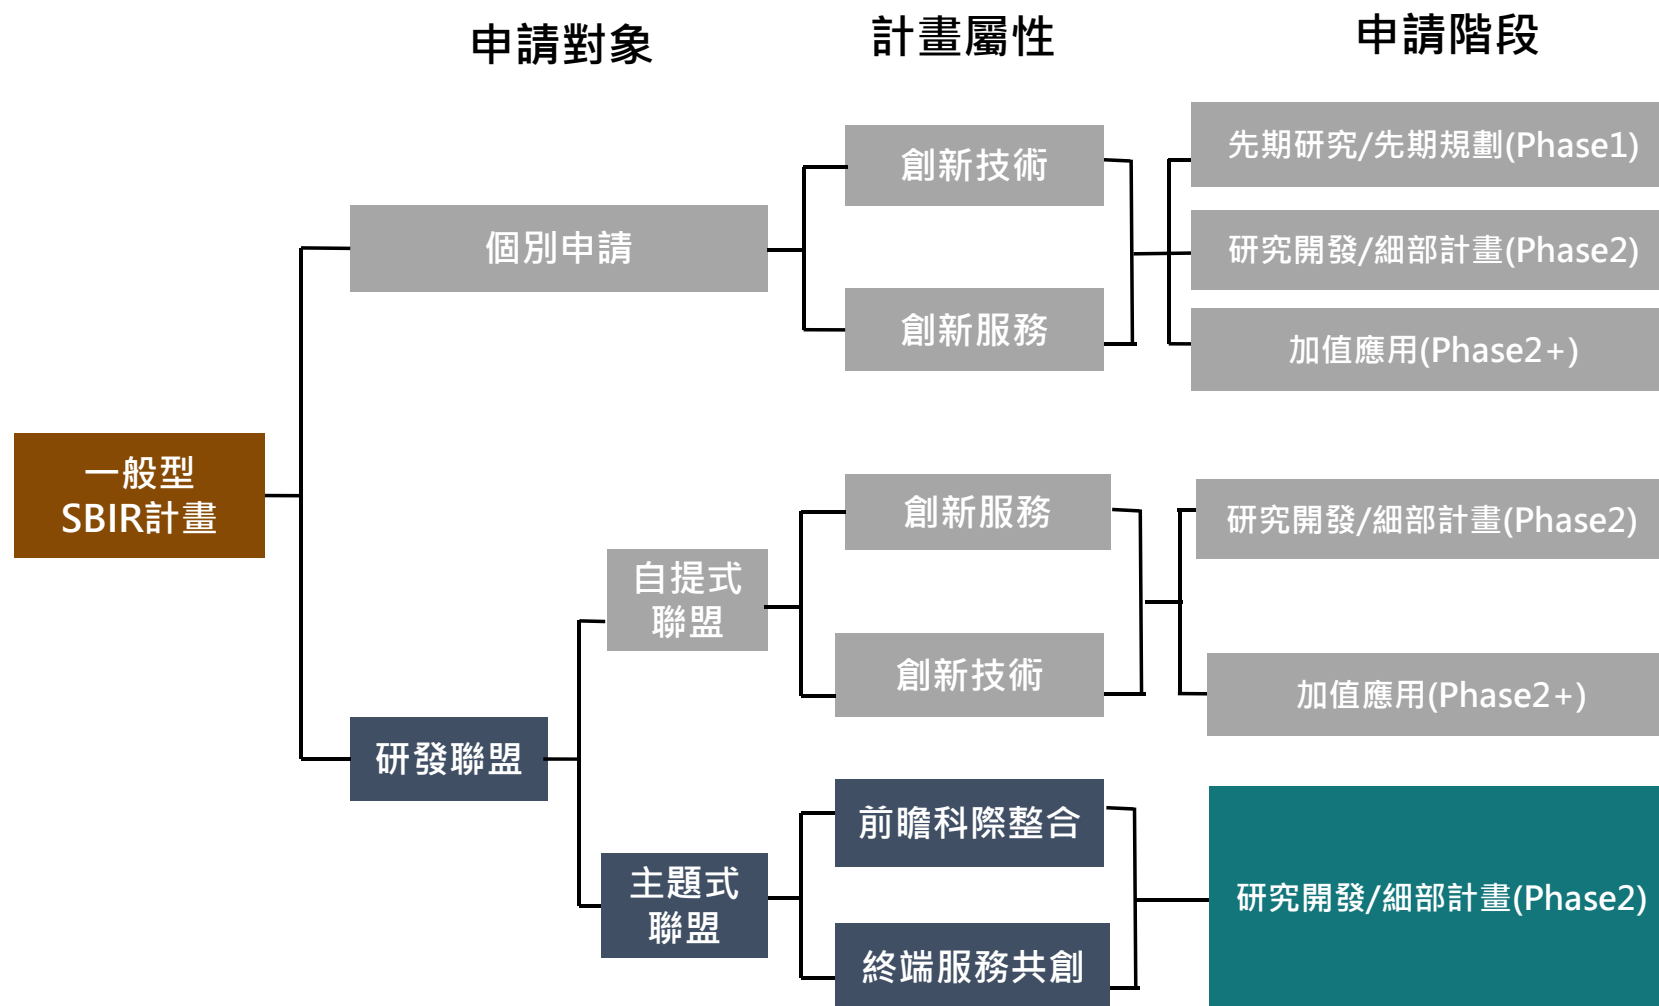 申請對象
計畫屬性
申請階段
創新技術
先期研究/先期規劃(Phase1)
個別申請
研究開發/細部計畫(Phase2)
創新服務
加值應用(Phase2+)
一般型
SBIR計畫
創新服務
研究開發/細部計畫(Phase2)
自提式
聯盟
創新技術
加值應用(Phase2+)
研發聯盟
前瞻科際整合
主題式
聯盟
研究開發/細部計畫(Phase2)
終端服務共創